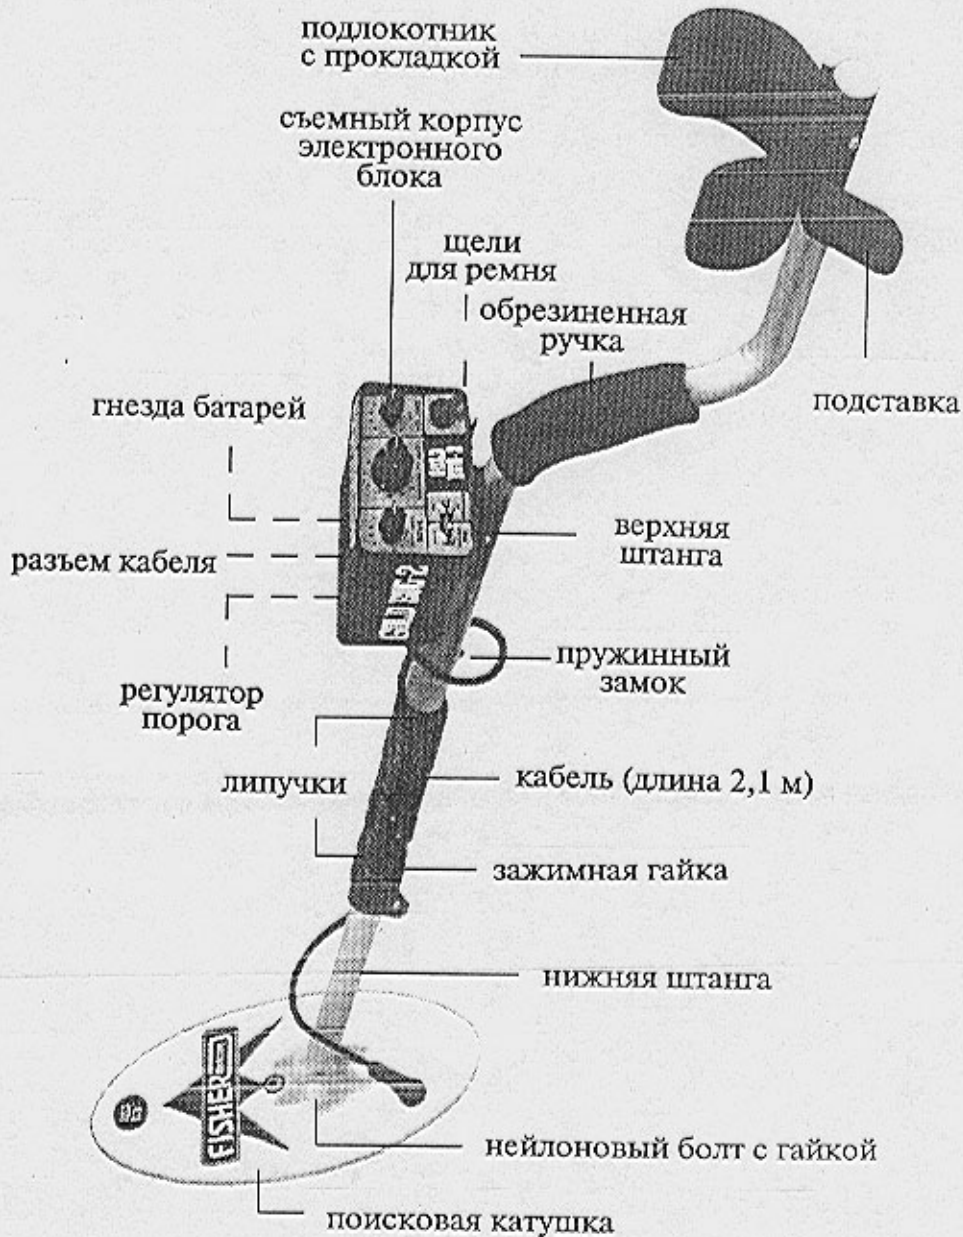 подлокотник
с прокладкой
съемный корпус
электронного
блока
щели
для ремня
обрезиненная
ручка
гнезда батарей
подставка
верхняя
штанга
разъем кабеля
пружинный
замок
регулятор
порога
липучки
кабель (длина 2,1 м)
зажимная гайка
нижняя штанга
FISHER
нейлоновый болт с гайкой
поисковая катушка